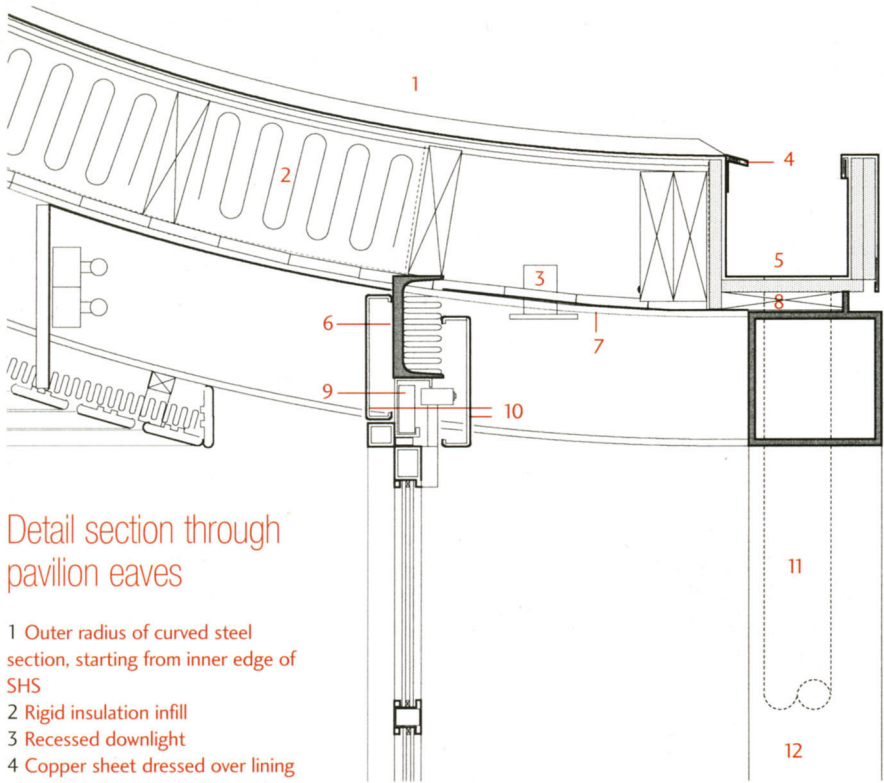 1
2
4
3
5
8
6
7
9
10
Detail section through
pavilion eaves
11
1 Outer radius of curved steel
section, starting from inner edge of
SHS
2 Rigid insulation infill
3 Recessed downlight
4 Copper sheet dressed over lining
12